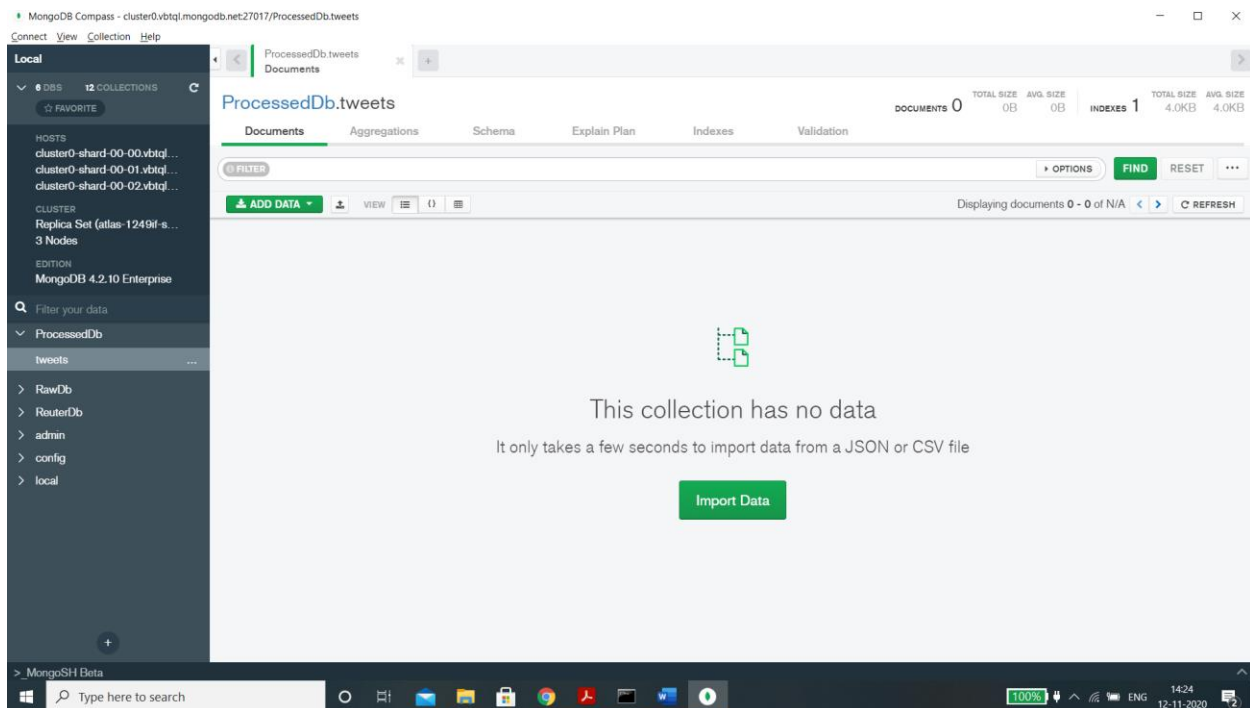 MongoDB Compass - cluster0.vbtql.mongodb.net:27017/ProcessedDb.tweets
Connect View Collection Help
Local
6 DBS 12 COLLECTIONS
FAVORITE
HOSTS
cluster0-shard-00-00.vbtql...
cluster0-shard-00-01.vbtql...
cluster0-shard-00-02.vbtql...
CLUSTER
Replica Set (atlas-1249if-s...
3 Nodes
EDITION
MongoDB 4.2.10 Enterprise
Filter your data
ProcessedDb
tweets ...
RawDb
ReuterDb
admin
config
local
ProcessedDb.tweets
Documents
ProcessedDb.tweets
DOCUMENTS 0 TOTAL SIZE 0B AVG. SIZE 0B INDEXES 1 TOTAL SIZE 4.0KB AVG. SIZE 4.0KB
Documents Aggregations Schema Explain Plan Indexes Validation
FILTER OPTIONS FIND RESET ...
ADD DATA VIEW {} Displaying documents 0 - 0 of N/A < > REFRESH
This collection has no data
It only takes a few seconds to import data from a JSON or CSV file
Import Data
>_MongoSH Beta
Type here to search
100% ENG 14:24
12-11-2020 2